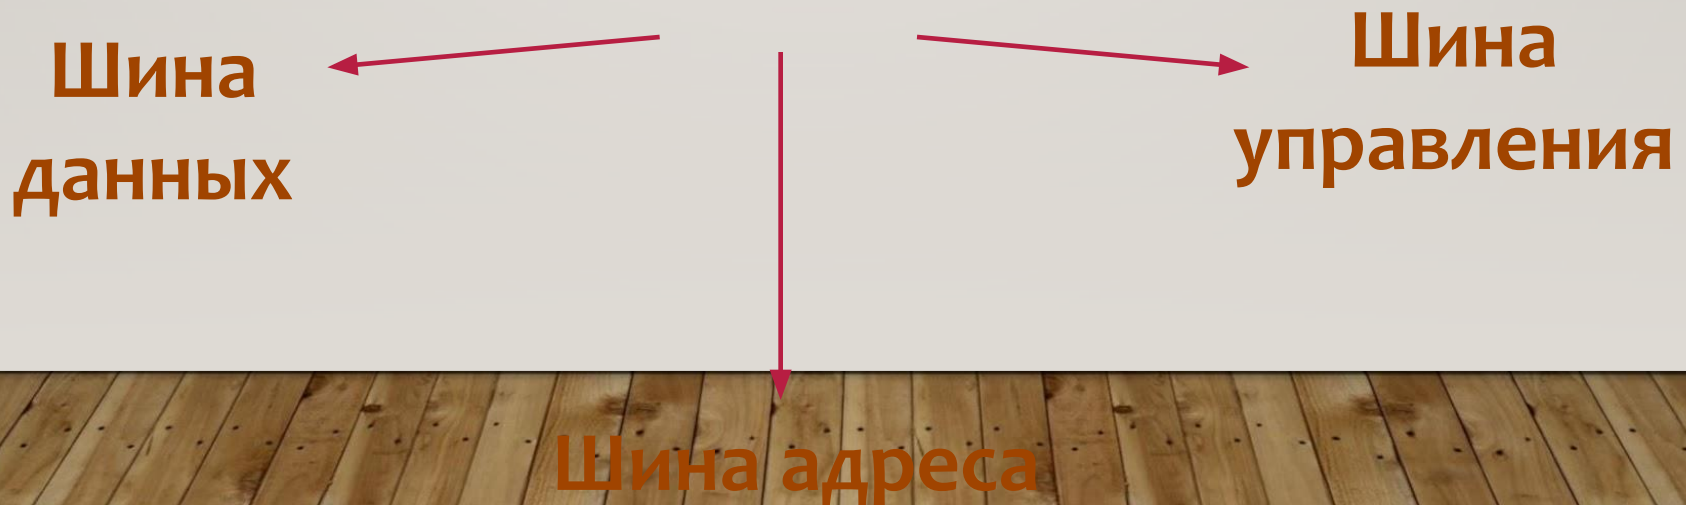 Шина
данных
Шина
управления
Шина адреса